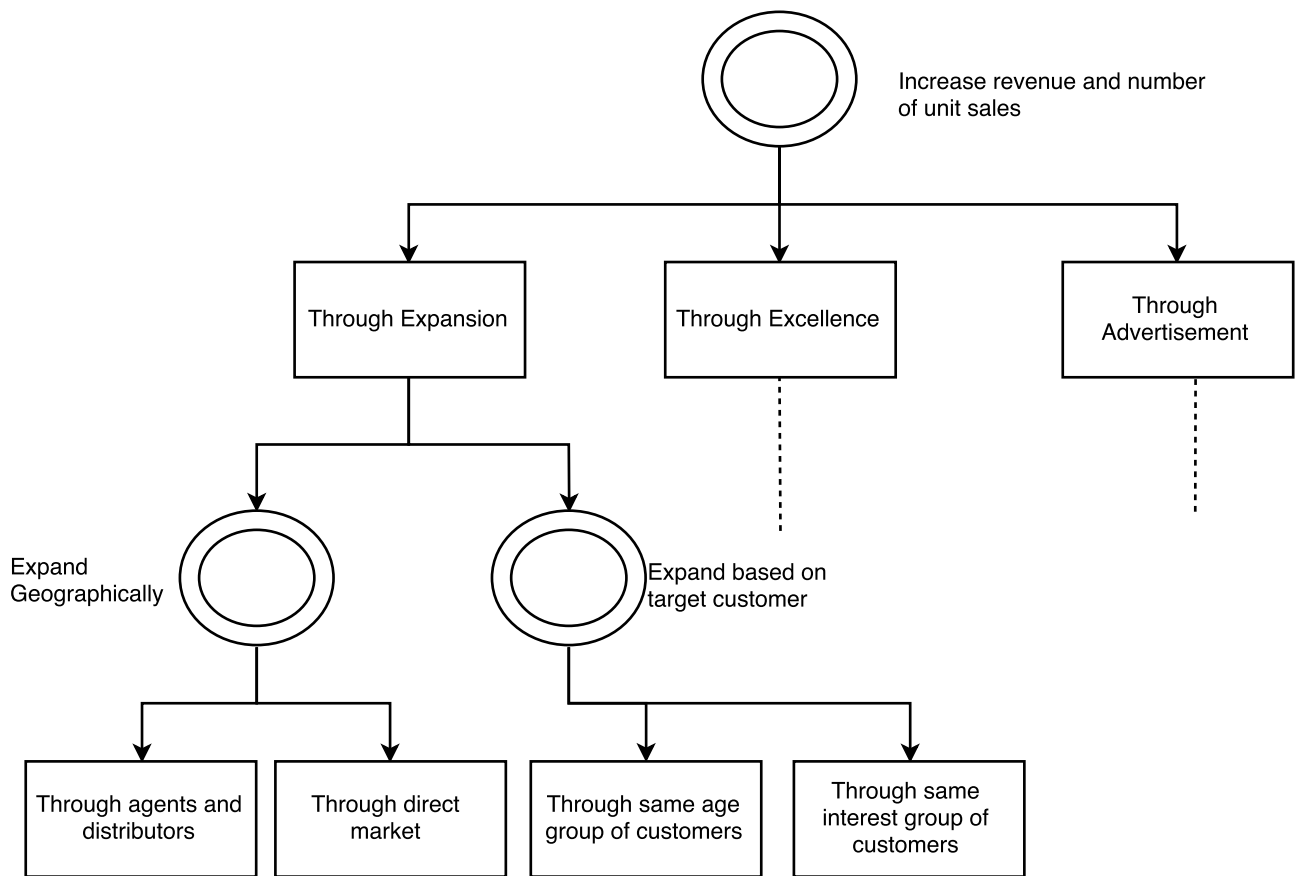 Increase revenue and number
of unit sales
Through Expansion
Through Excellence
Through
Advertisement
Expand
Geographically
Expand based on
target customer
Through agents and
distributors
Through direct
market
Through same age
group of customers
Through same
interest group of
customers